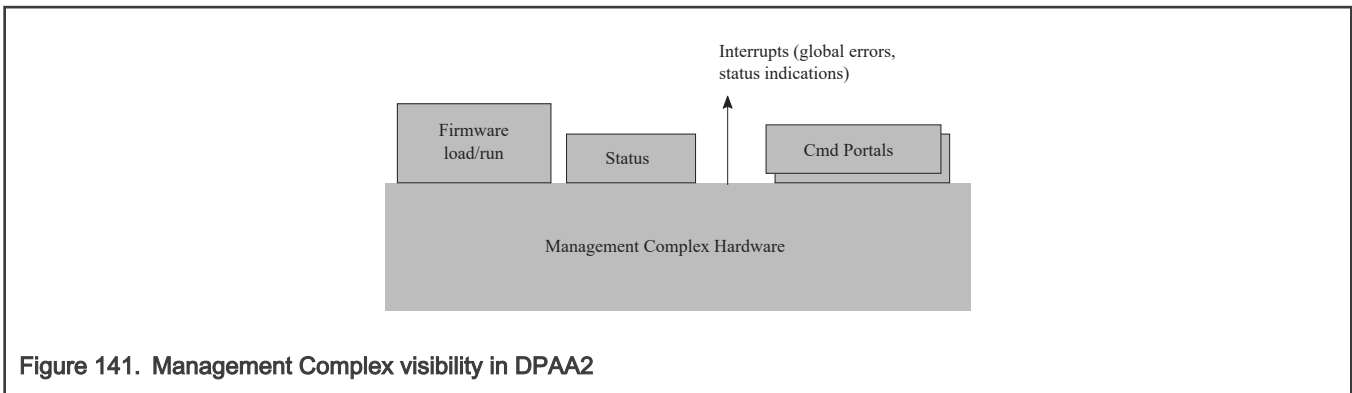 Interrupts (global errors,
status indications)
Firmware
load/run
Status
Cmd Portals
Management Complex Hardware
Figure 141. Management Complex visibility in DPAA2